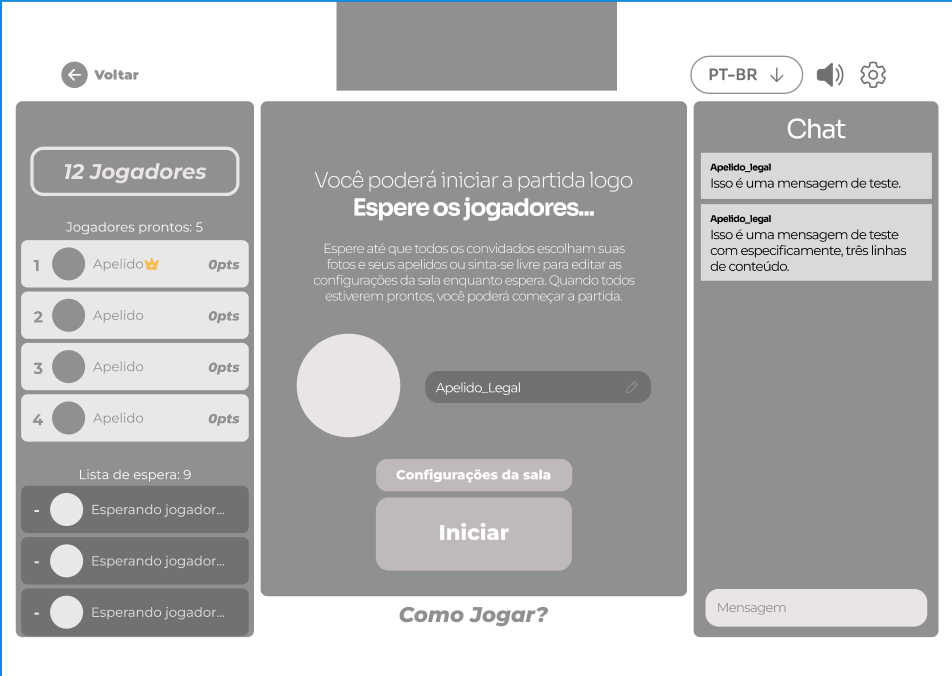 Voltar
PT-BR
12 Jogadores
Jogadores prontos: 5
1 Apelido 0pts
2 Apelido 0pts
3 Apelido 0pts
4 Apelido 0pts
Lista de espera: 9
- Esperando jogador...
- Esperando jogador...
- Esperando jogador...
Você poderá iniciar a partida logo
Espere os jogadores...
Espere até que todos os convidados escolham suas
fotos e seus apelidos ou sinta-se livre para editar as
configurações da sala enquanto espera. Quando todos
estiverem prontos, você poderá começar a partida.
Apelido_Legal
Configurações da sala
Iniciar
Como Jogar?
Chat
Apelido_legal
Isso é uma mensagem de teste.
Apelido_legal
Isso é uma mensagem de teste
com especificamente, três linhas
de conteúdo.
Mensagem